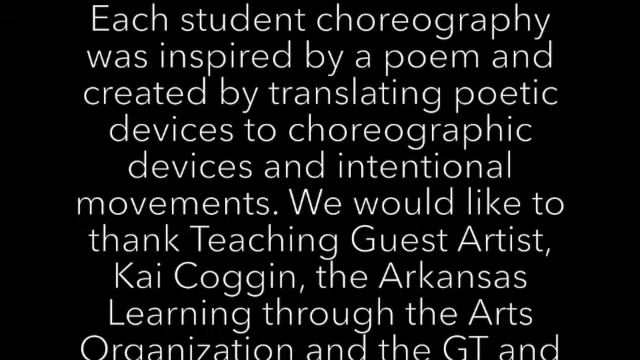 Each student choreography
was inspired by a poem and
created by translating poetic
devices to choreographic
devices and intentional
movements. We would like to
thank Teaching Guest Artist,
Kai Coggin, the Arkansas
Learning through the Arts
Organization and the GT and